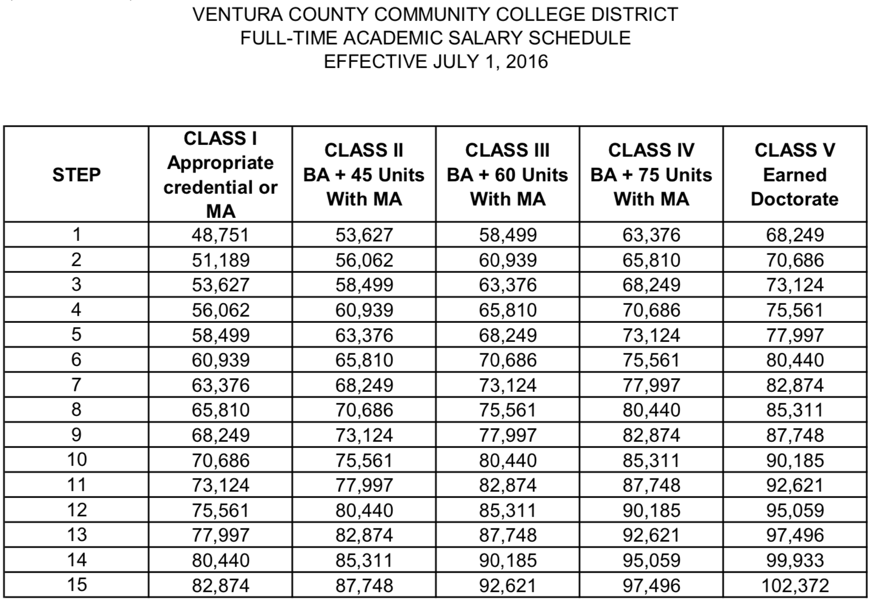 VENTURA COUNTY COMMUNITY COLLEGE DISTRICT
FULL-TIME ACADEMIC SALARY SCHEDULE
EFFECTIVE JULY 1, 2016
STEP CLASS I Appropriate credential or MA CLASS II BA + 45 Units With MA CLASS III BA + 60 Units With MA CLASS IV BA + 75 Units With MA CLASS V Earned Doctorate
1 48,751 53,627 58,499 63,376 68,249
2 51,189 56,062 60,939 65,810 70,686
3 53,627 58,499 63,376 68,249 73,124
4 56,062 60,939 65,810 70,686 75,561
5 58,499 63,376 68,249 73,124 77,997
6 60,939 65,810 70,686 75,561 80,440
7 63,376 68,249 73,124 77,997 82,874
8 65,810 70,686 75,561 80,440 85,311
9 68,249 73,124 77,997 82,874 87,748
10 70,686 75,561 80,440 85,311 90,185
11 73,124 77,997 82,874 87,748 92,621
12 75,561 80,440 85,311 90,185 95,059
13 77,997 82,874 87,748 92,621 97,496
14 80,440 85,311 90,185 95,059 99,933
15 82,874 87,748 92,621 97,496 102,372